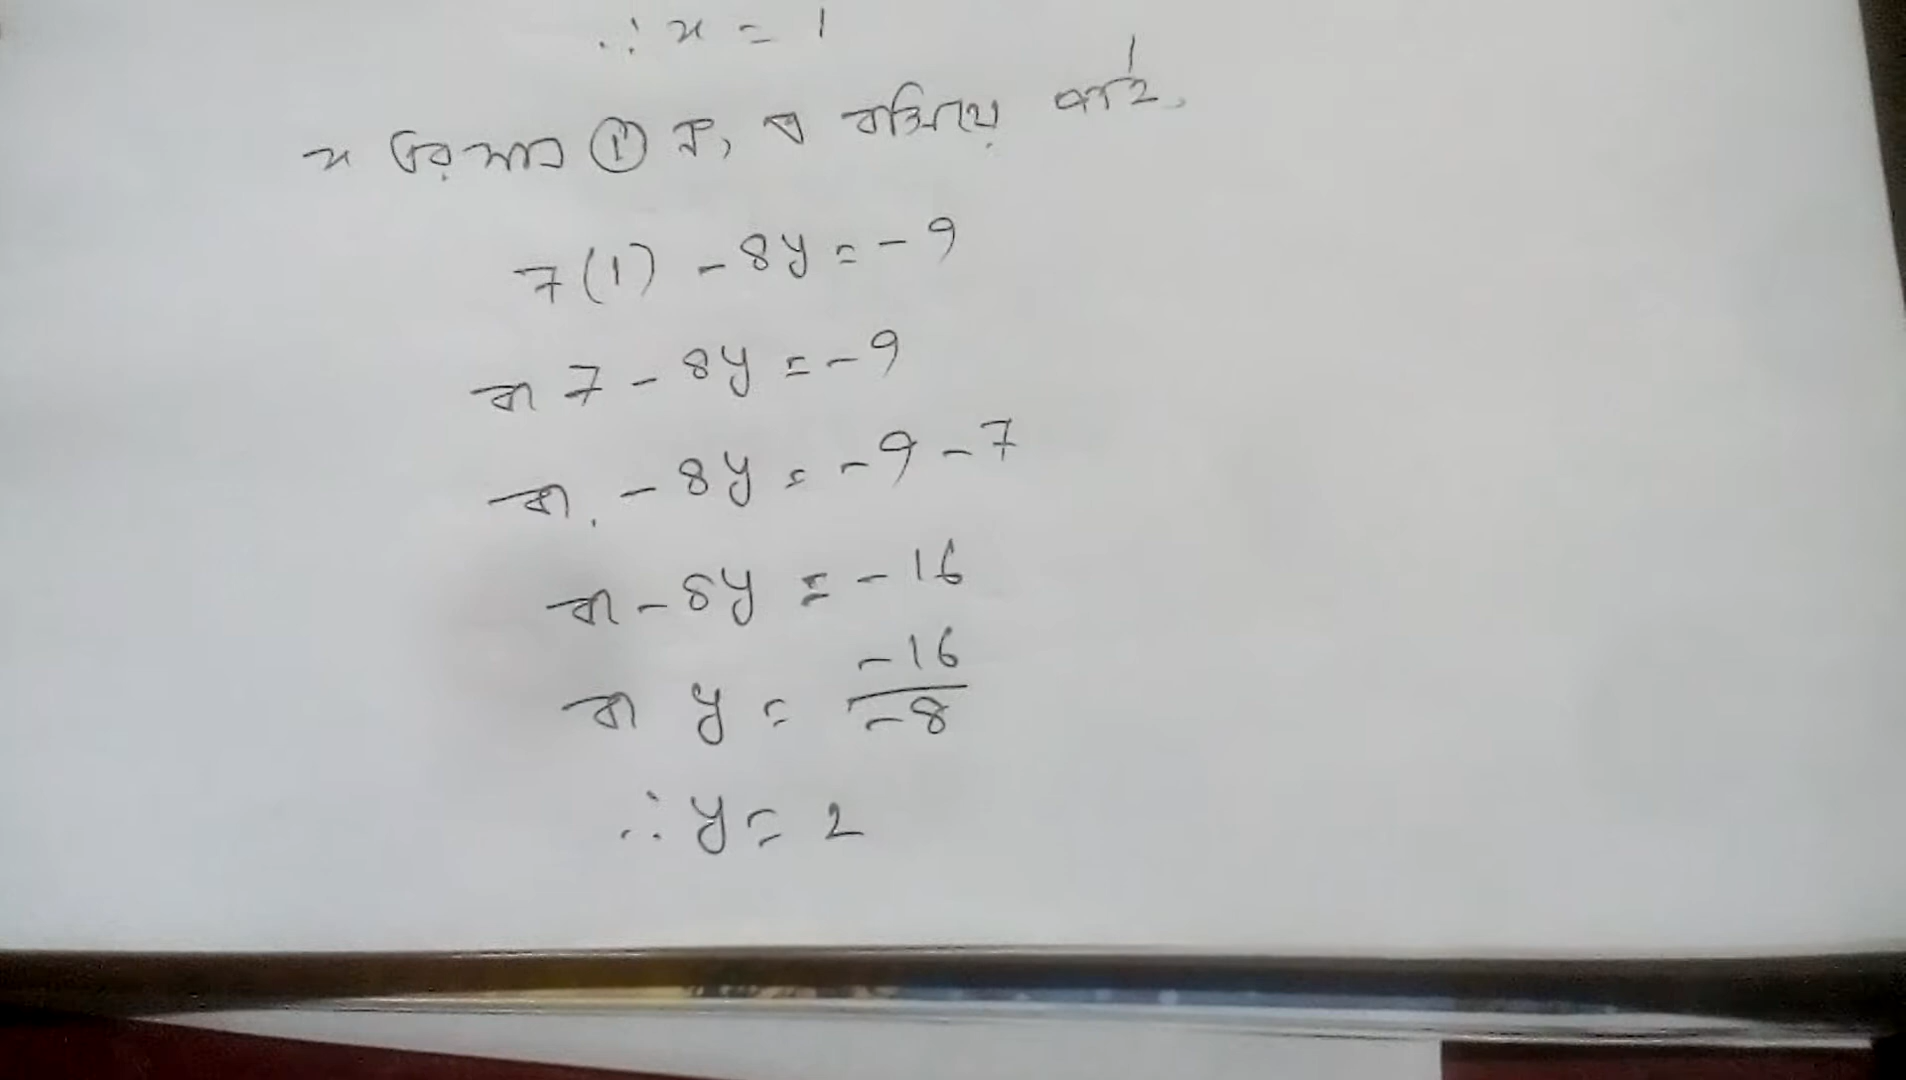 ∴ x = 1
x এর মান ① নং, এ বসিয়ে পাই,
7(1) - 8y = - 9
বা 7 - 8y = - 9
বা, - 8y = - 9 - 7
বা - 8y = - 16
বা y = -16/-8
∴ y = 2